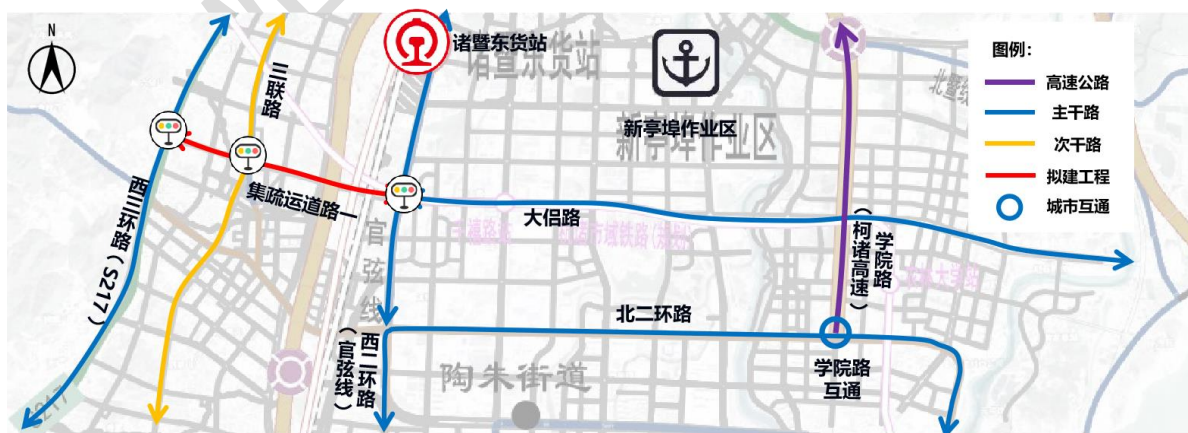 N
诸暨东货站
诸暨东货站
新亭埠作业区
新亭埠作业区
三联路
集疏运道路一
西三环路（S217）
官弦线
大侣路
学院路
（柯诸高速）
北二环路
西二环路
（官弦线）
学院路
互通
陶朱街道
S217
图例：
高速公路
主干路
次干路
拟建工程
城市互通